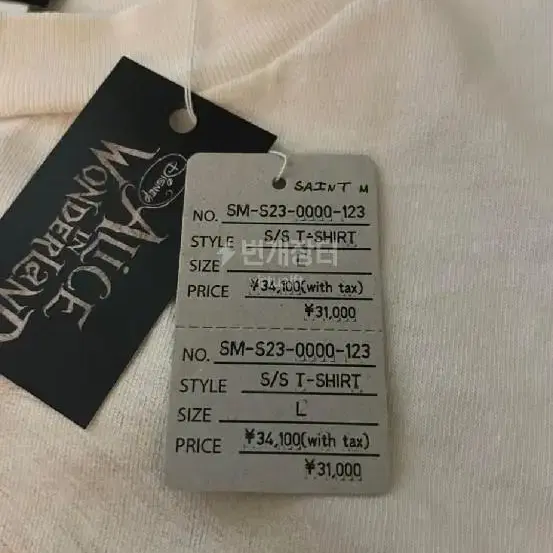 Disney
ALICE
IN
WONDERLAND
SAINT M
NO. SM-S23-0000-123
STYLE S/S T-SHIRT
SIZE L
PRICE ¥34,100(with tax)
¥31,000
번개장터
NO. SM-S23-0000-123
STYLE S/S T-SHIRT
SIZE L
PRICE ¥34,100(with tax)
¥31,000